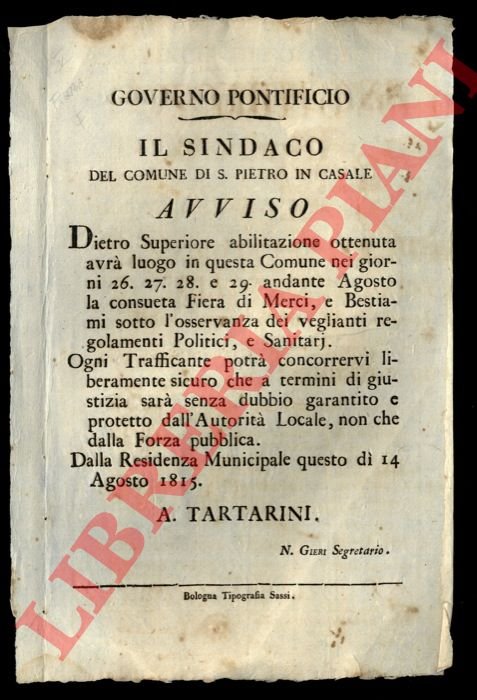 GOVERNO PONTIFICIO
IL SINDACO
DEL COMUNE DI S. PIETRO IN CASALE
AVVISO
Dietro Superiore abilitazione ottenuta
avrà luogo in questa Comune nei gior-
ni 26. 27. 28. e 29. andante Agosto
la consueta Fiera di Merci, e Bestia-
mi sotto l'osservanza dei veglianti re-
golamenti Politici, e Sanitarj.
Ogni Trafficante potrà concorrervi li-
beramente sicuro che a termini di giu-
stizia sarà senza dubbio garantito e
protetto dall'Autorità Locale, non che
dalla Forza pubblica.
Dalla Residenza Municipale questo dì 14
Agosto 1815.
A. TARTARINI.
N. GIERI Segretario.
Bologna Tipografia Sassi.
LIBRERIA PIANI